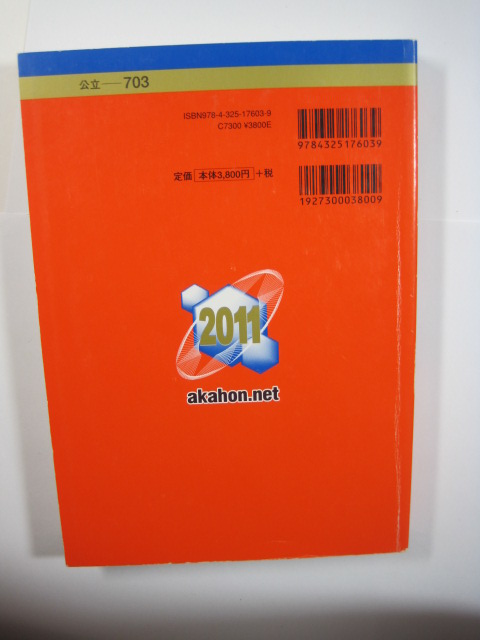 公立──703
ISBN978-4-325-17603-9
C7300 ¥3800E
9784325176039
定価 本体3,800円 +税
1927300038009
2011
akahon.net